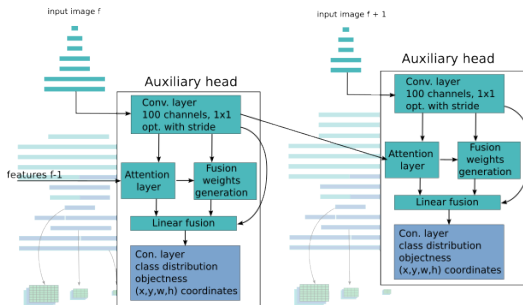 input image f
Auxiliary head
Conv. layer
100 channels, 1x1
opt. with stride
features f-1
Attention
layer
Fusion
weights
generation
Linear fusion
Con. layer
class distribution
objectness
(x,y,w,h) coordinates
input image f + 1
Auxiliary head
Conv. layer
100 channels, 1x1
opt. with stride
Attention
layer
Fusion
weights
generation
Linear fusion
Con. layer
class distribution
objectness
(x,y,w,h) coordinates